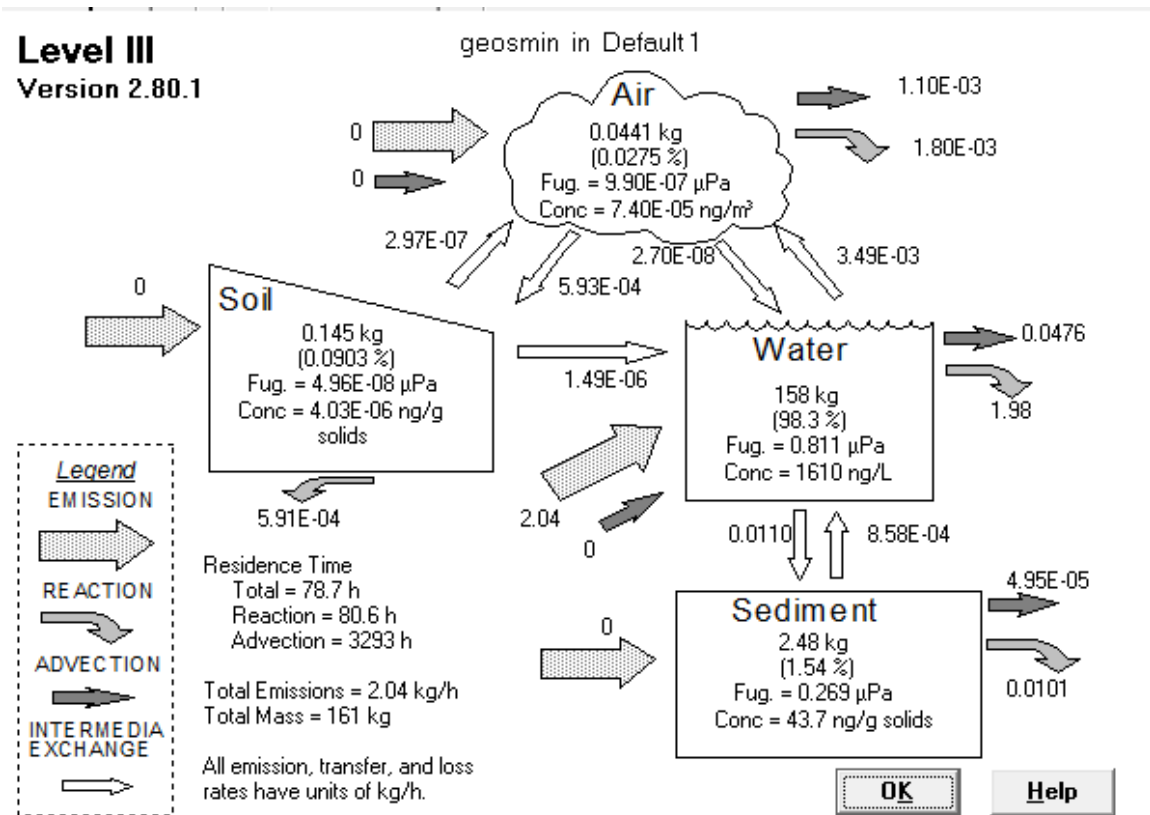 Level III
Version 2.80.1
geosmin in Default1
Air
0.0441 kg
(0.0275 %)
Fug. = 9.90E-07 µPa
Conc = 7.40E-05 ng/m³
0
0
1.10E-03
1.80E-03
2.97E-07
5.93E-04
2.70E-08
3.49E-03
0
Soil
0.145 kg
(0.0903 %)
Fug. = 4.96E-08 µPa
Conc = 4.03E-06 ng/g
solids
1.49E-06
5.91E-04
Water
158 kg
(98.3 %)
Fug. = 0.811 µPa
Conc = 1610 ng/L
0.0476
1.98
2.04
0
0.0110
8.58E-04
Sediment
2.48 kg
(1.54 %)
Fug. = 0.269 µPa
Conc = 43.7 ng/g solids
0
4.95E-05
0.0101
Legend
EMISSION
REACTION
ADVECTION
INTERMEDIA
EXCHANGE
Residence Time
Total = 78.7 h
Reaction = 80.6 h
Advection = 3293 h
Total Emissions = 2.04 kg/h
Total Mass = 161 kg
All emission, transfer, and loss
rates have units of kg/h.
OK
Help